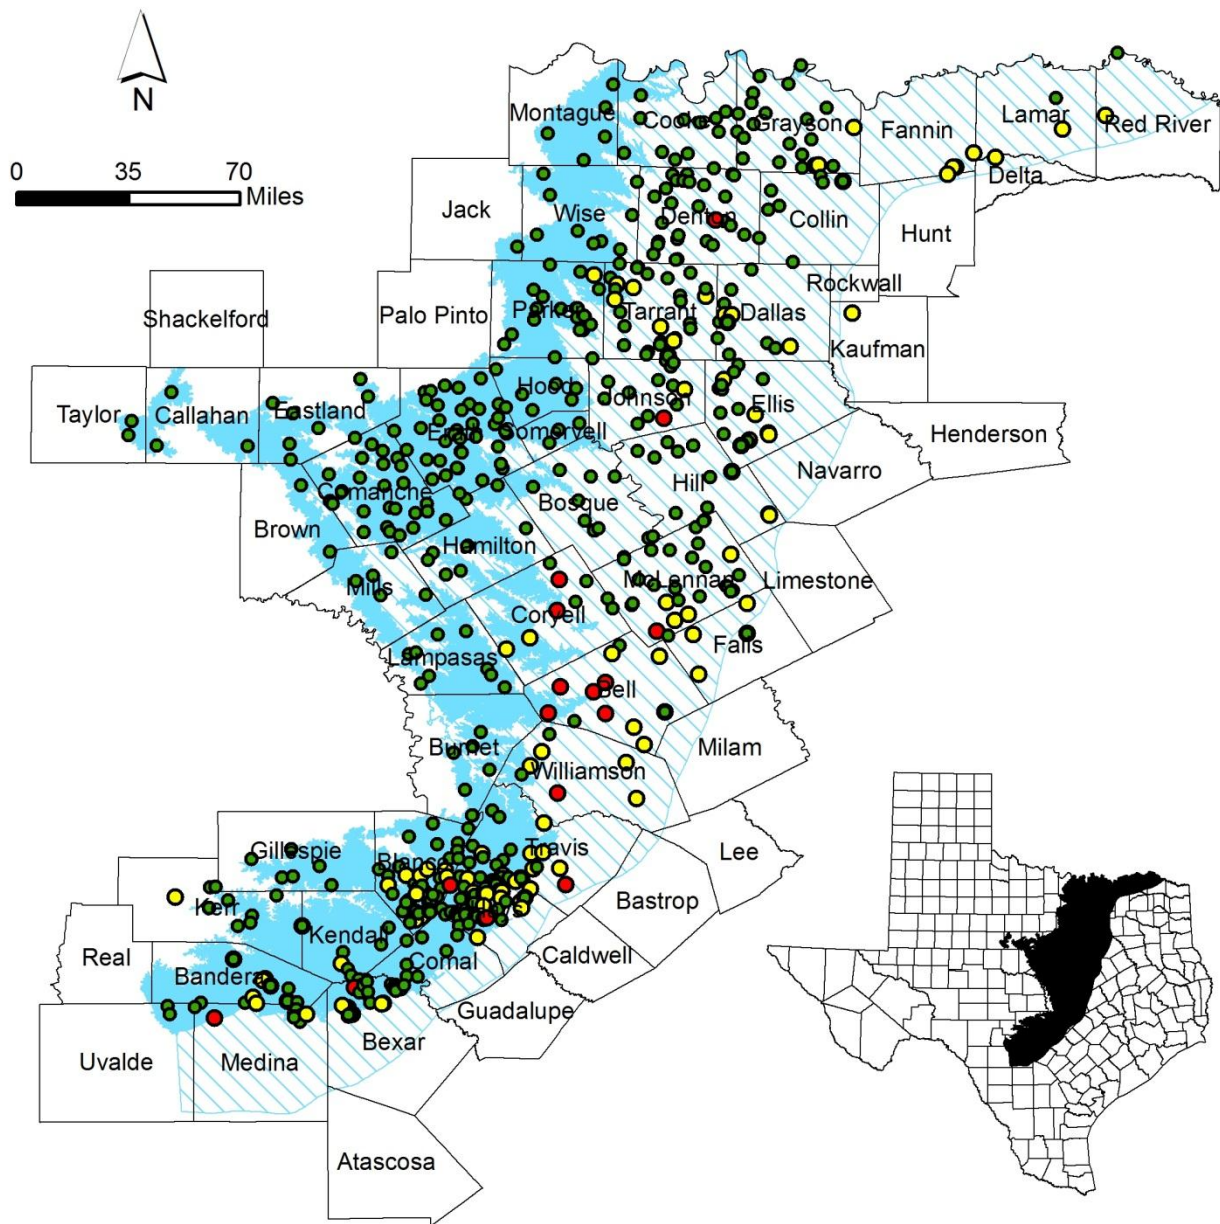 Montague
Cooke
Grayson
Fannin
Lamar
Red River
N
Delta
0 35 70
Miles
Jack
Wise
Denton
Collin
Hunt
Rockwall
Shackelford
Palo Pinto
Parker
Tarrant
Dallas
Kaufman
Taylor
Callahan
Eastland
Hood
Johnson
Ellis
Erath
Somervell
Henderson
Navarro
Comanche
Bosque
Hill
Brown
Hamilton
Mills
McLennan
Limestone
Coryell
Falls
Lampasas
Bell
Burnet
Milam
Williamson
Gillespie
Blanco
Travis
Lee
Kerr
Bastrop
Kendall
Real
Bandera
Comal
Caldwell
Guadalupe
Uvalde
Medina
Bexar
Atascosa